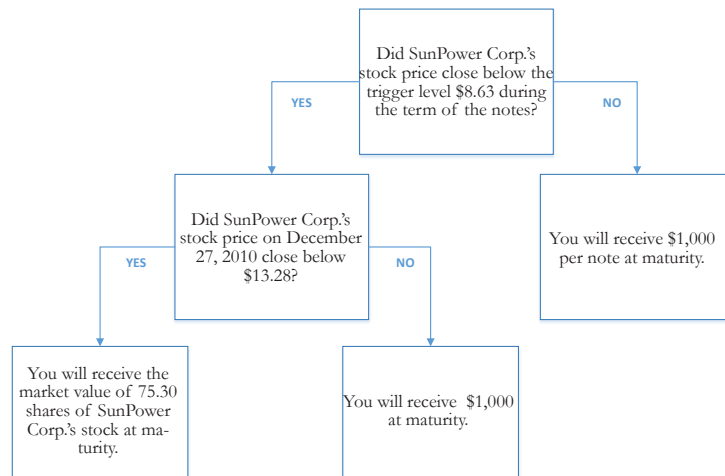 Did SunPower Corp.'s
stock price close below the
trigger level $8.63 during
the term of the notes?
YES
NO
Did SunPower Corp.'s
stock price on December
27, 2010 close below
$13.28?
You will receive $1,000
per note at maturity.
YES
NO
You will receive the
market value of 75.30
shares of SunPower
Corp.'s stock at ma-
turity.
You will receive $1,000
at maturity.